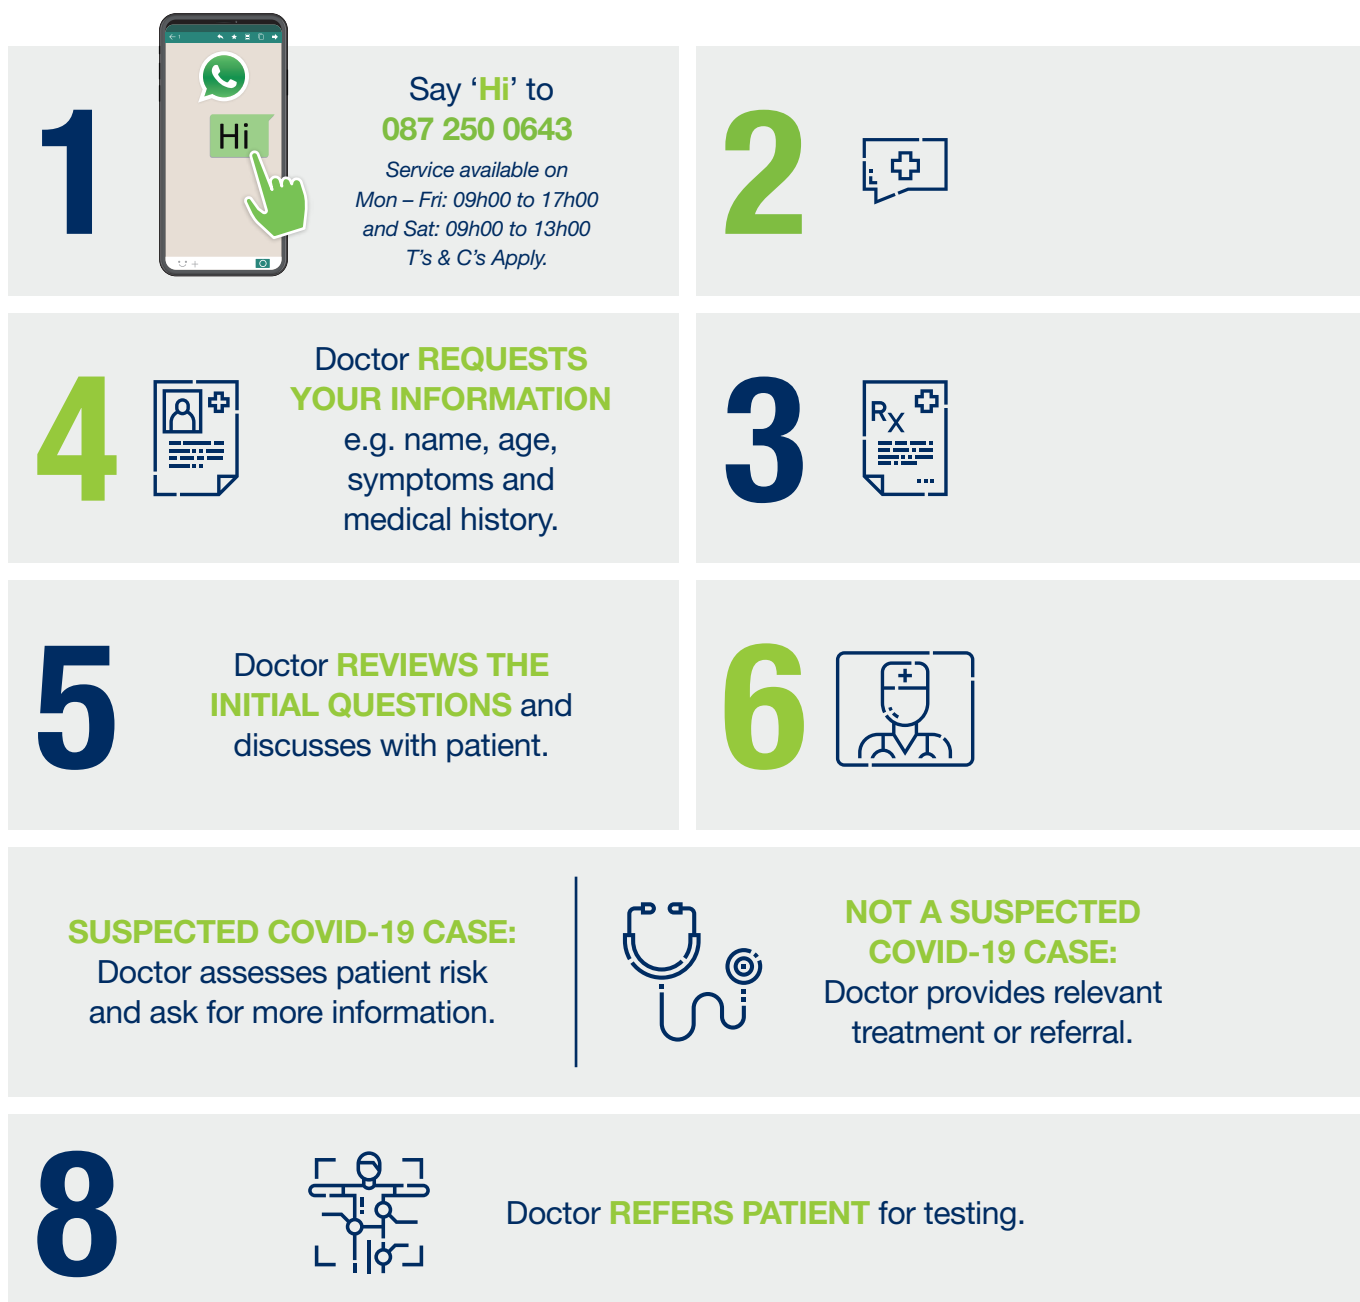 1
Hi
Say ‘Hi’ to
087 250 0643
Service available on
Mon – Fri: 09h00 to 17h00
and Sat: 09h00 to 13h00
T’s & C’s Apply.
2
4
Doctor REQUESTS
YOUR INFORMATION
e.g. name, age,
symptoms and
medical history.
3
Rx
5
Doctor REVIEWS THE
INITIAL QUESTIONS and
discusses with patient.
6
SUSPECTED COVID-19 CASE:
Doctor assesses patient risk
and ask for more information.
NOT A SUSPECTED
COVID-19 CASE:
Doctor provides relevant
treatment or referral.
8
Doctor REFERS PATIENT for testing.